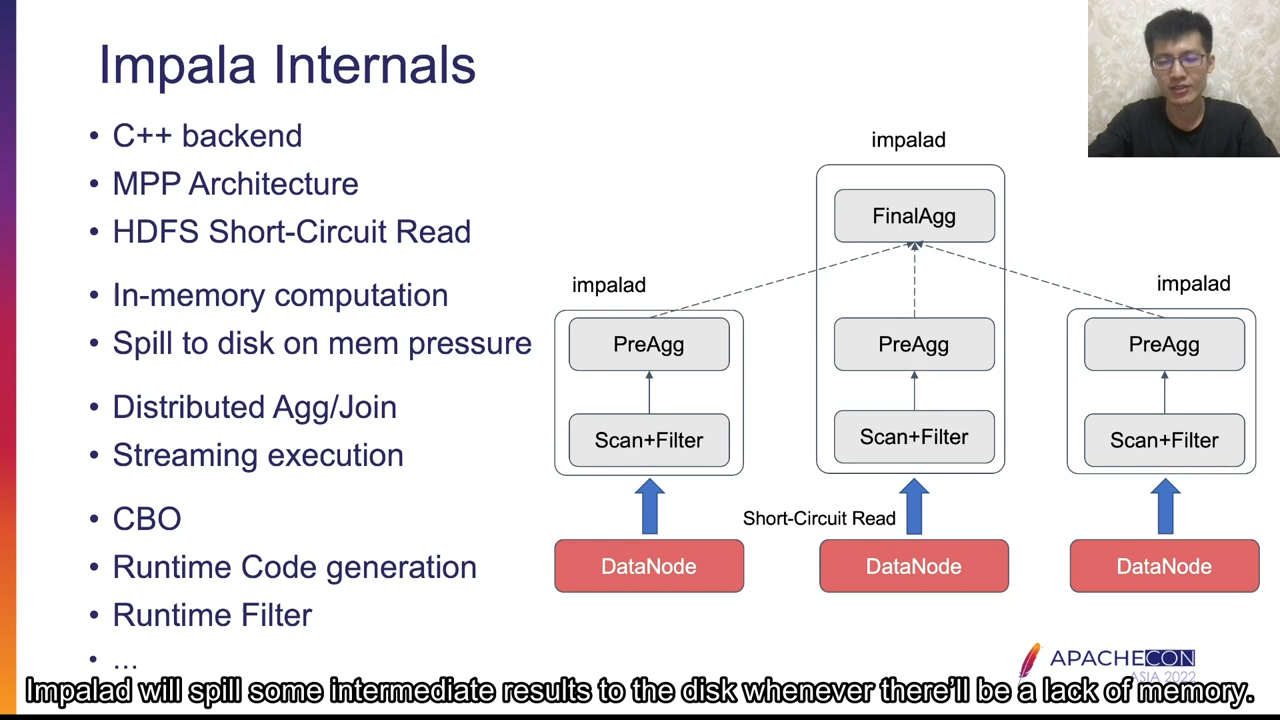 Impala Internals
• C++ backend
• MPP Architecture
• HDFS Short-Circuit Read
• In-memory computation
• Spill to disk on mem pressure
• Distributed Agg/Join
• Streaming execution
• CBO
• Runtime Code generation
• Runtime Filter
• ...
impalad
FinalAgg
impalad
impalad
PreAgg
PreAgg
PreAgg
Scan+Filter
Scan+Filter
Scan+Filter
Short-Circuit Read
DataNode
DataNode
DataNode
APACHECON
ASIA 2022
Impalad will spill some intermediate results to the disk whenever there'll be a lack of memory.